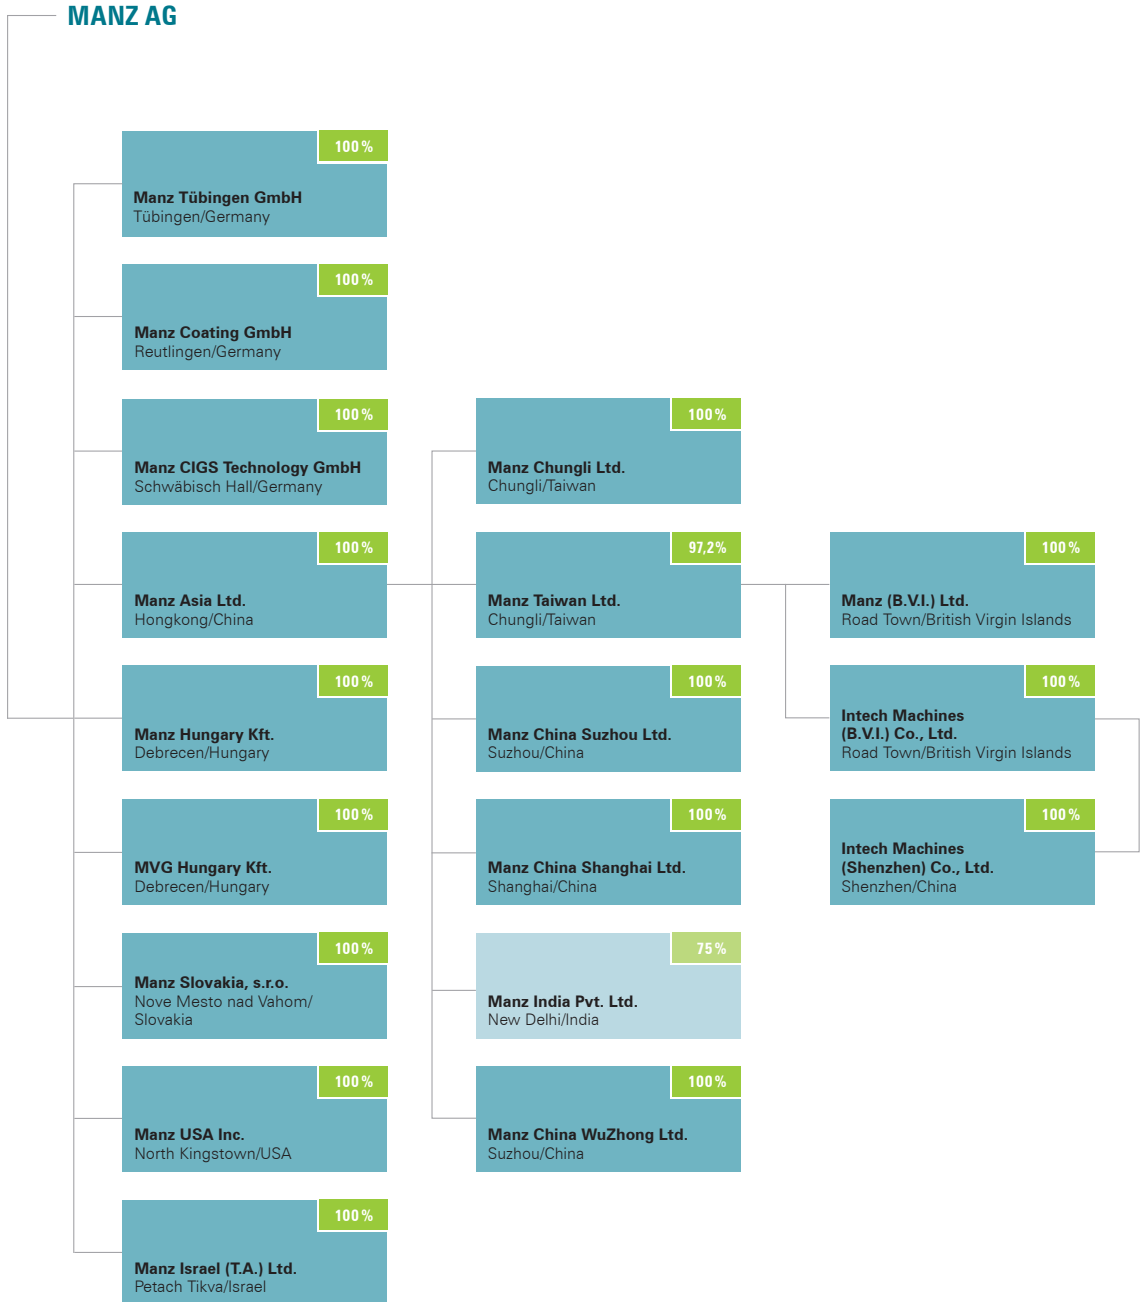 MANZ AG
100 %
Manz Tübingen GmbH
Tübingen/Germany
100 %
Manz Coating GmbH
Reutlingen/Germany
100 %
Manz CIGS Technology GmbH
Schwäbisch Hall/Germany
100 %
Manz Asia Ltd.
Hongkong/China
100 %
Manz Hungary Kft.
Debrecen/Hungary
100 %
MVG Hungary Kft.
Debrecen/Hungary
100 %
Manz Slovakia, s.r.o.
Nove Mesto nad Vahom/
Slovakia
100 %
Manz USA Inc.
North Kingstown/USA
100 %
Manz Israel (T.A.) Ltd.
Petach Tikva/Israel
100 %
Manz Chungli Ltd.
Chungli/Taiwan
97,2%
Manz Taiwan Ltd.
Chungli/Taiwan
100 %
Manz China Suzhou Ltd.
Suzhou/China
100 %
Manz China Shanghai Ltd.
Shanghai/China
75 %
Manz India Pvt. Ltd.
New Delhi/India
100 %
Manz China WuZhong Ltd.
Suzhou/China
100 %
Manz (B.V.I.) Ltd.
Road Town/British Virgin Islands
100 %
Intech Machines
(B.V.I.) Co., Ltd.
Road Town/British Virgin Islands
100 %
Intech Machines
(Shenzhen) Co., Ltd.
Shenzhen/China